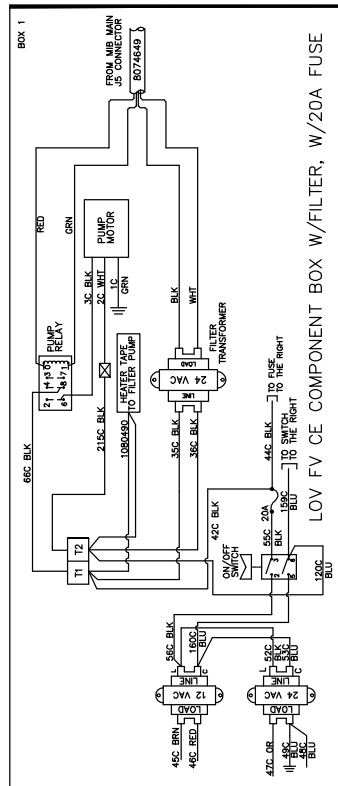 BOX 1
FROM MIB MAIN
J5 CONNECTOR
8074649
RED
GRN
PUMP
MOTOR
3C BLK
2C WHT
1C
GRN
BLK
WHT
PUMP
RELAY
66C BLK
215C BLK
HEATER TAPE
TO FILTER PUMP
1080490
FILTER
TRANSFORMER
LOAD
24 VAC
LINE
35C BLK
36C BLK
T1
T2
TO FUSE
TO THE RIGHT
44C BLK
TO SWITCH
TO THE RIGHT
159C
BLU
42C BLK
20A
55C
BLK
ON/OFF
SWITCH
120C
BLU
56C BLK
160C
BLU
L
C
LINE
12 VAC
LOAD
45C BRN
46C RED
52C
BLK
53C
BLU
L
C
LINE
24 VAC
LOAD
47C OR
49C
BLU
48C
BLU
LOV FV CE COMPONENT BOX W/FILTER, W/20A FUSE